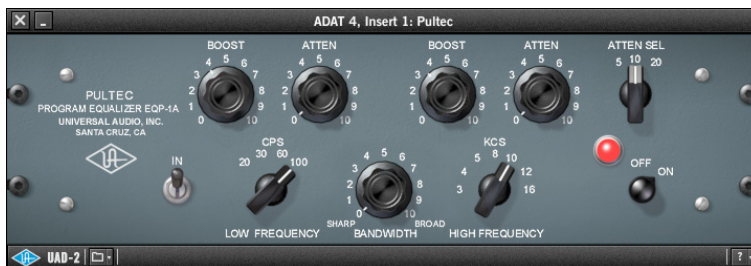 ADAT 4, Insert 1: Pultec
BOOST ATTEN BOOST ATTEN ATTEN SEL
0 1 2 3 4 5 6 7 8 9 10
0 1 2 3 4 5 6 7 8 9 10
0 1 2 3 4 5 6 7 8 9 10
0 1 2 3 4 5 6 7 8 9 10
5 10 20
PULTEC
PROGRAM EQUALIZER EQP-1A
UNIVERSAL AUDIO, INC.
SANTA CRUZ, CA
UA
IN
CPS
20 30 60 100
LOW FREQUENCY
0 1 2 3 4 5 6 7 8 9 10
SHARP BROAD
BANDWIDTH
KCS
3 4 5 8 10 12 16
HIGH FREQUENCY
OFF ON
UAD-2
?